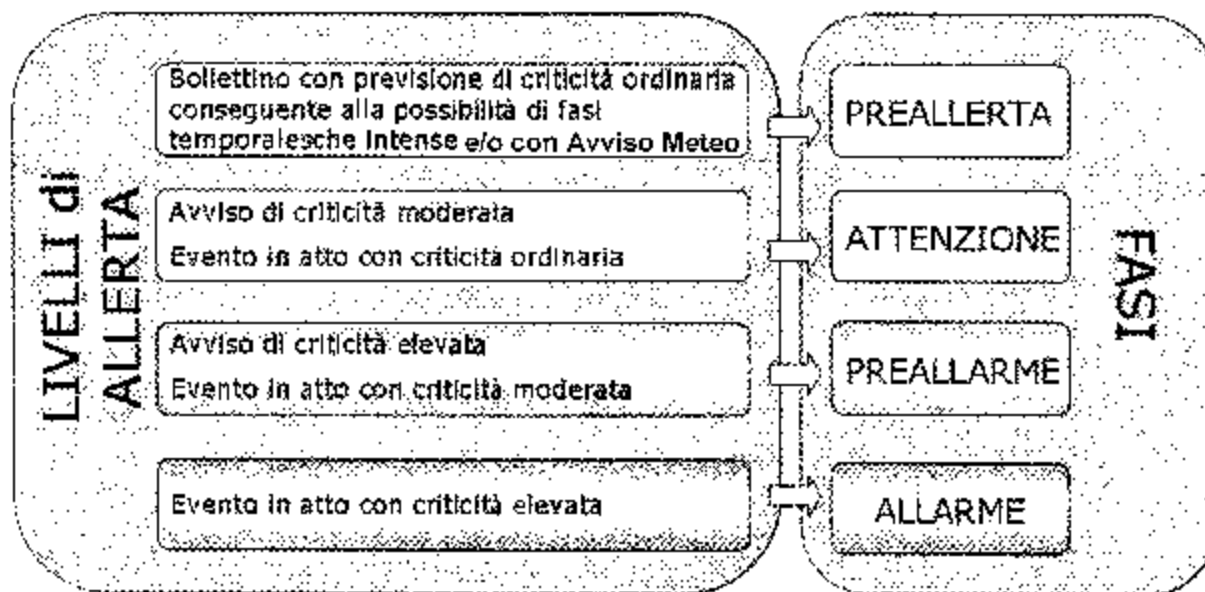 LIVELLI di
ALLERTA
Bollettino con previsione di criticità ordinaria
conseguente alla possibilità di fasi
temporalesche Intense e/o con Avviso Meteo
PREALLERTA
Avviso di criticità moderata
Evento in atto con criticità ordinaria
ATTENZIONE
Avviso di criticità elevata
Evento in atto con criticità moderata
PREALLARME
Evento in atto con criticità elevata
ALLARME
FASI